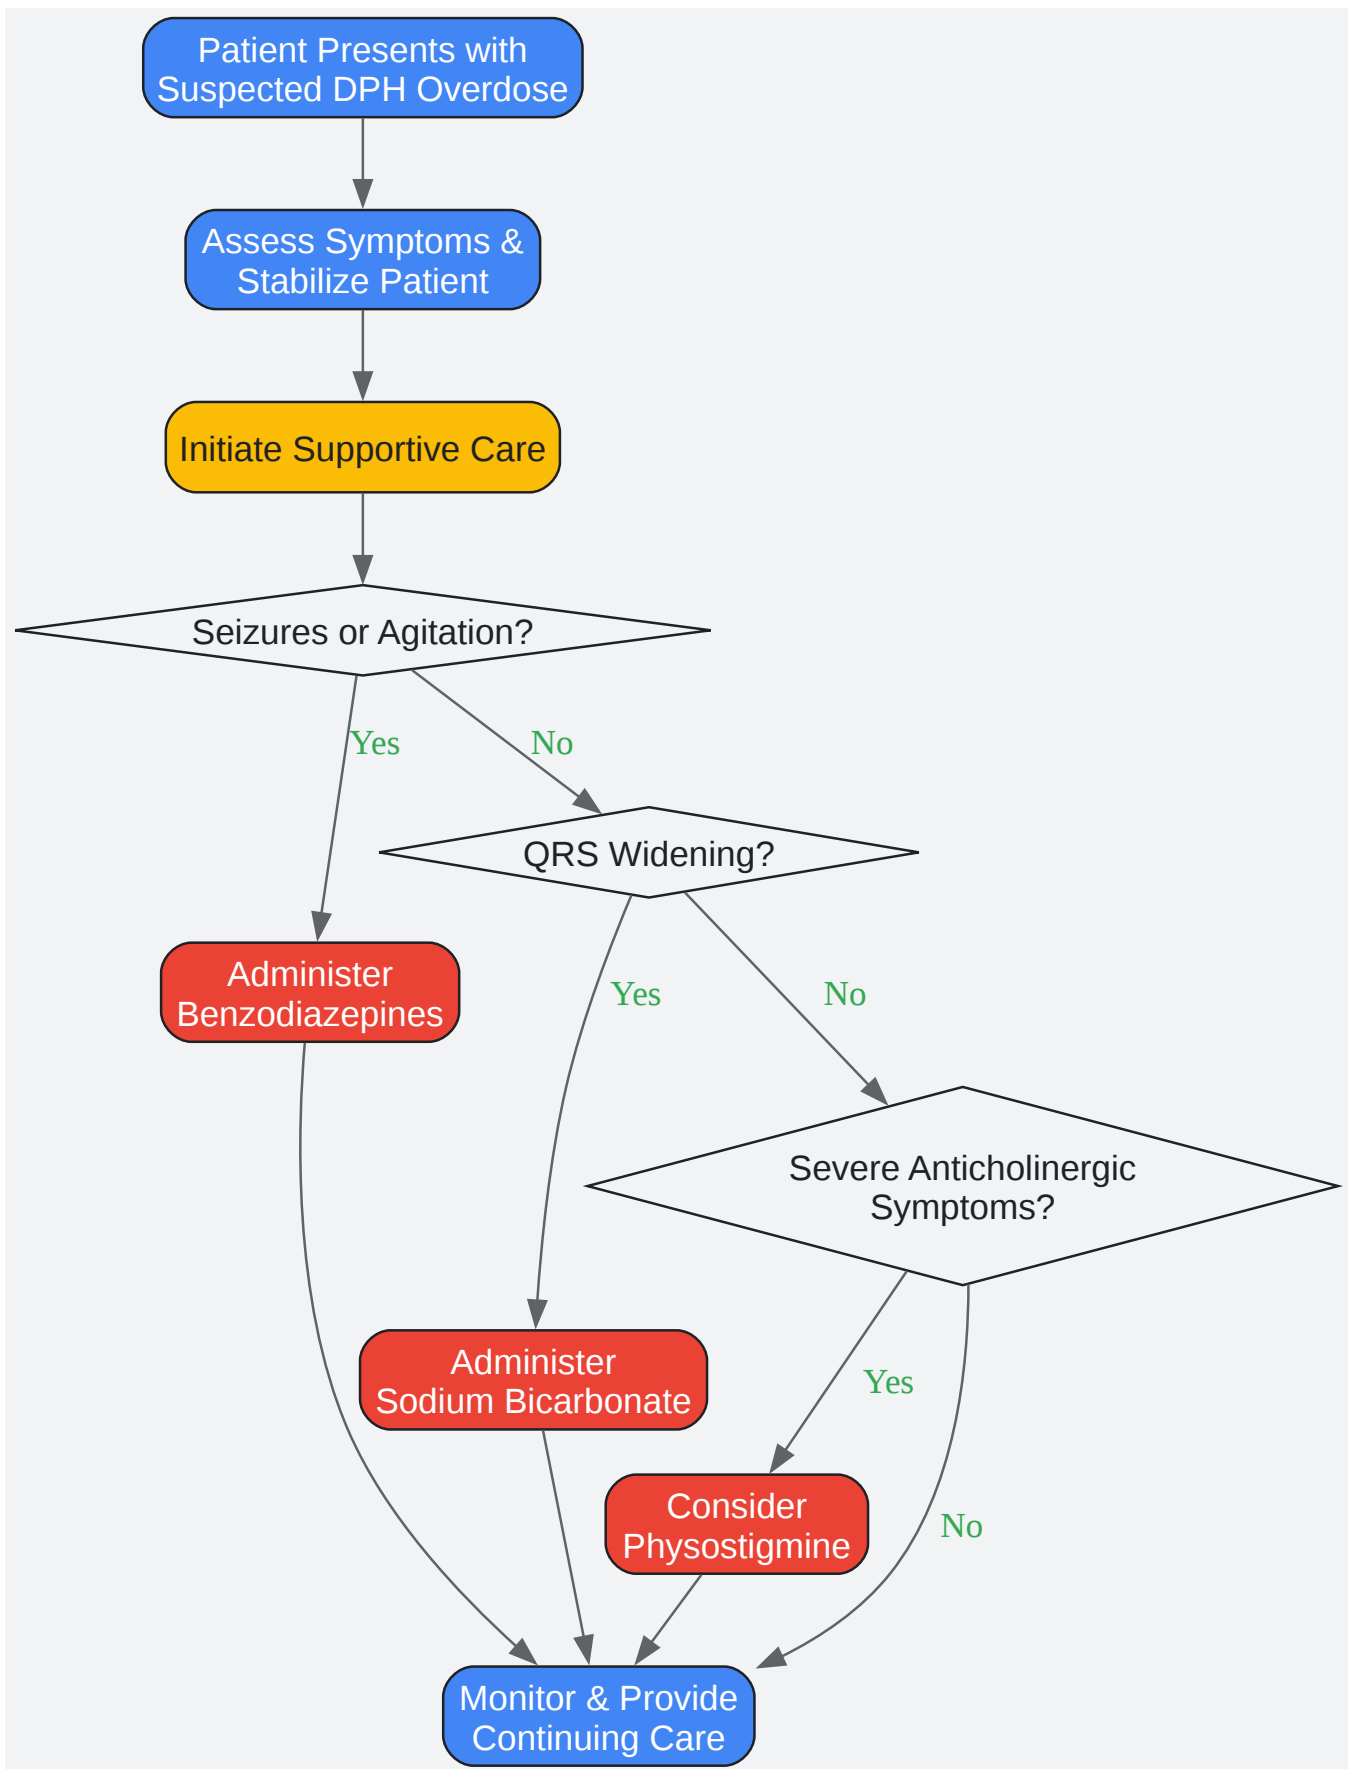 Patient Presents with
Suspected DPH Overdose
Assess Symptoms &
Stabilize Patient
Initiate Supportive Care
Seizures or Agitation?
Yes
No
QRS Widening?
Administer
Benzodiazepines
Yes
No
Severe Anticholinergic
Symptoms?
Administer
Sodium Bicarbonate
Yes
Consider
Physostigmine
No
Monitor & Provide
Continuing Care